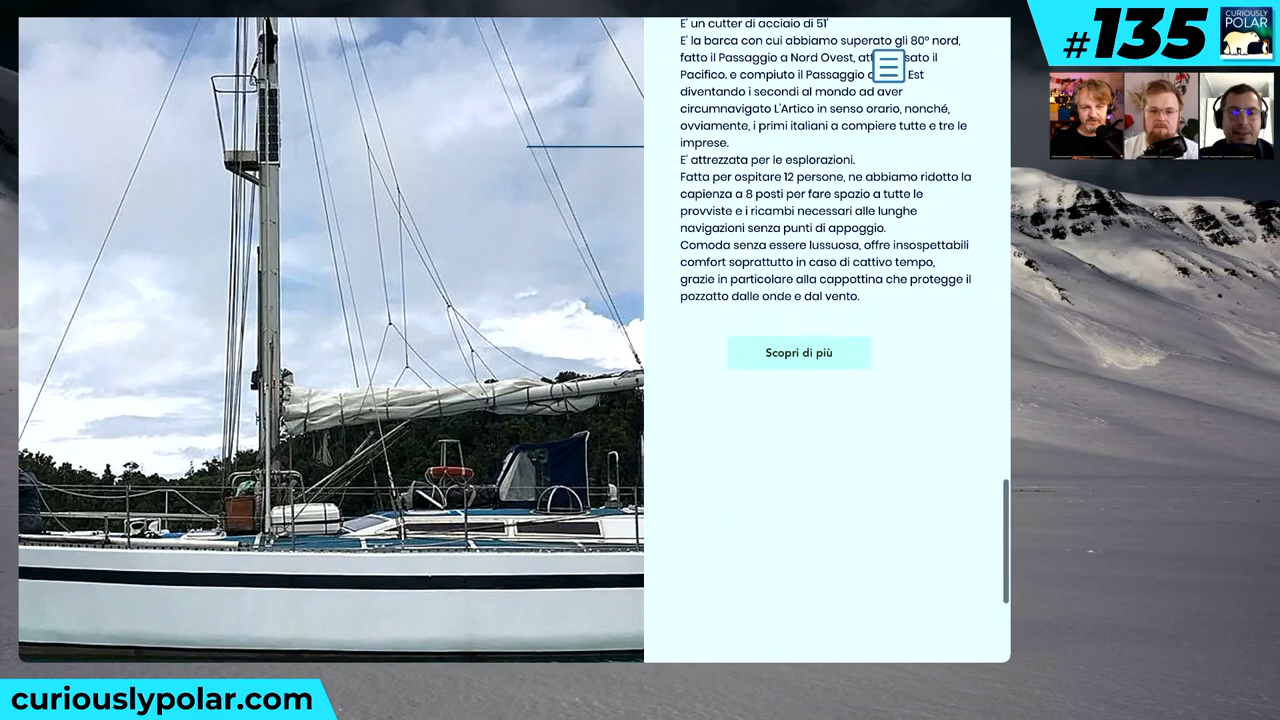 E' un cutter di acciaio di 51'
E' la barca con cui abbiamo superato gli 80° nord,
fatto il Passaggio a Nord Ovest, sato il
Pacifico. e compiuto il Passaggio Est
diventando i secondi al mondo ad aver
circumnavigato L'Artico in senso orario, nonché,
ovviamente, i primi italiani a compiere tutte e tre le
imprese.
E' attrezzata per le esplorazioni.
Fatta per ospitare 12 persone, ne abbiamo ridotto la
capienza a 8 posti per fare spazio a tutte le
provviste e i ricambi necessari alle lunghe
navigazioni senza punti di appoggio.
Comoda senza essere lussuosa, offre insospettabili
comfort soprattutto in caso di cattivo tempo,
grazie in particolare alla cappottina che protegge il
pozzatto dalle onde e dal vento.
Scopri di più
#135
CURIOUSLY
POLAR
curiouslypolar.com